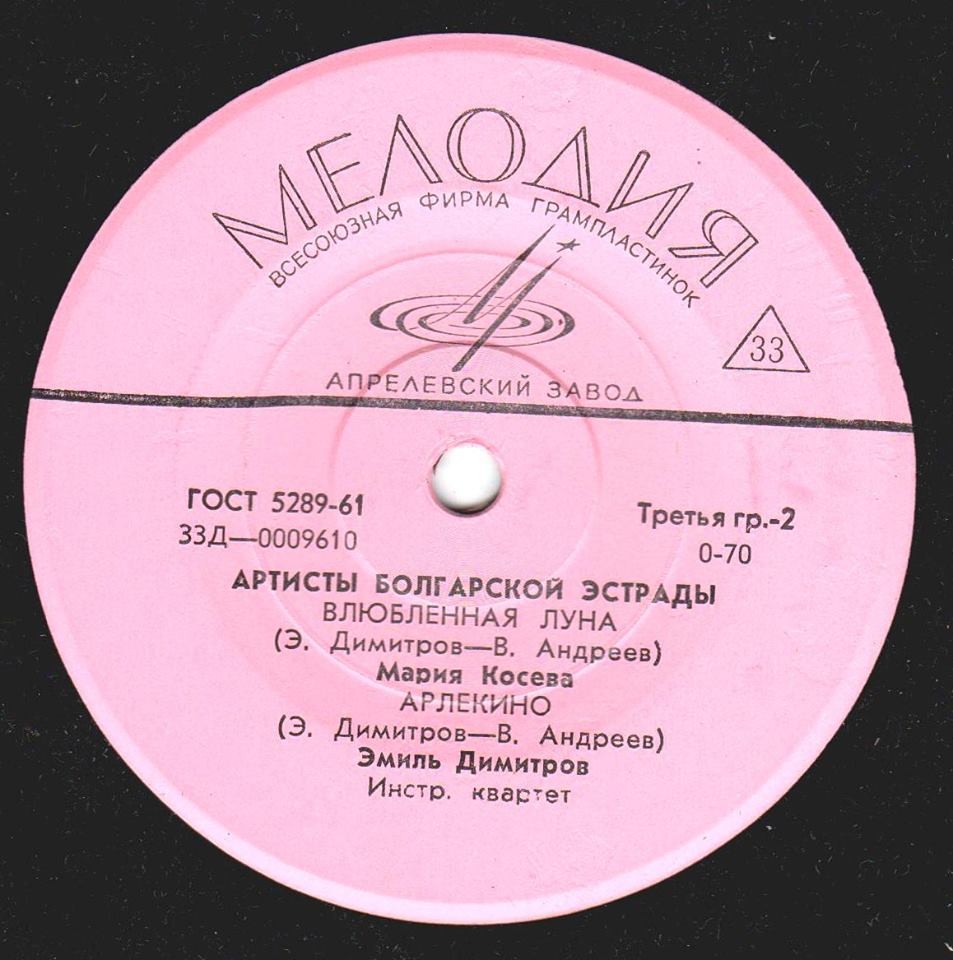 МЕЛОДИЯ
ВСЕСОЮЗНАЯ ФИРМА ГРАМПЛАСТИНОК
33
АПРЕЛЕВСКИЙ ЗАВОД
ГОСТ 5289-61
Третья гр.-2
33Д—0009610
0-70
АРТИСТЫ БОЛГАРСКОЙ ЭСТРАДЫ
ВЛЮБЛЕННАЯ ЛУНА
(Э. Димитров—В. Андреев)
Мария Косева
АРЛЕКИНО
(Э. Димитров—В. Андреев)
Эмиль Димитров
Инстр. квартет